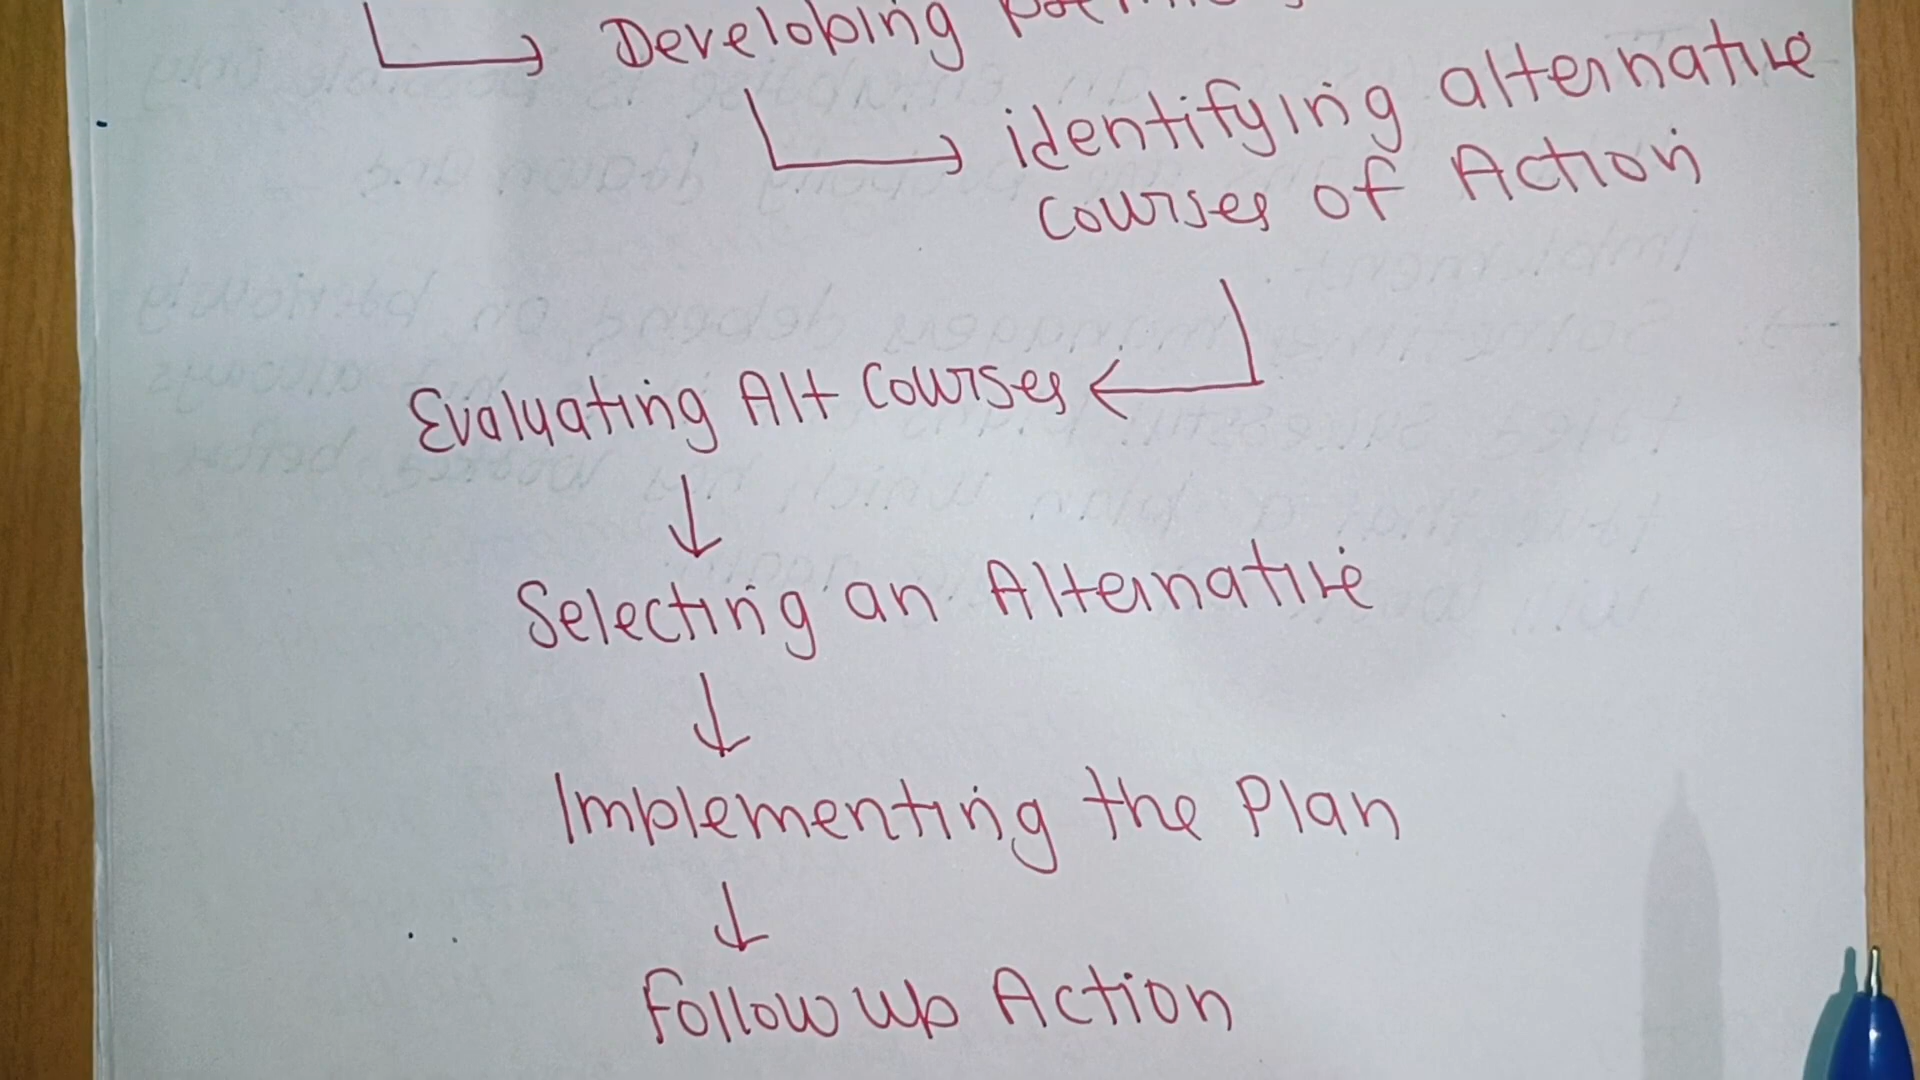 Developing
identifying alternative
courses of Action
Evaluating Alt Courses
Selecting an Alternative
Implementing the Plan
Follow up Action